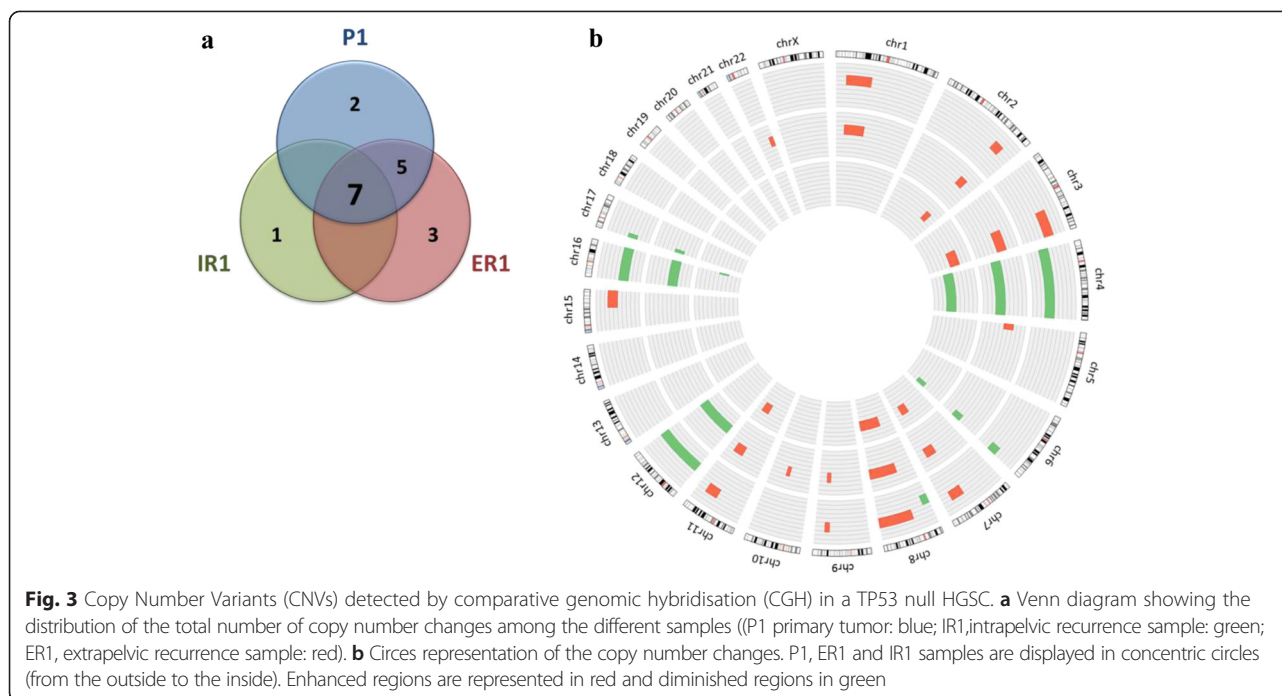 a
P1
2
5
7
1
3
IR1
ER1
b
chr1
chr2
chr3
chr4
chr5
chr6
chr7
chr8
chr9
chr10
chr11
chr12
chr13
chr14
chr15
chr16
chr17
chr18
chr19
chr20
chr21
chr22
chrX
Fig. 3 Copy Number Variants (CNVs) detected by comparative genomic hybridisation (CGH) in a TP53 null HGSC. a Venn diagram showing the
distribution of the total number of copy number changes among the different samples ((P1 primary tumor: blue; IR1,intrapelvic recurrence sample: green;
ER1, extrapelvic recurrence sample: red). b Circes representation of the copy number changes. P1, ER1 and IR1 samples are displayed in concentric circles
(from the outside to the inside). Enhanced regions are represented in red and diminished regions in green